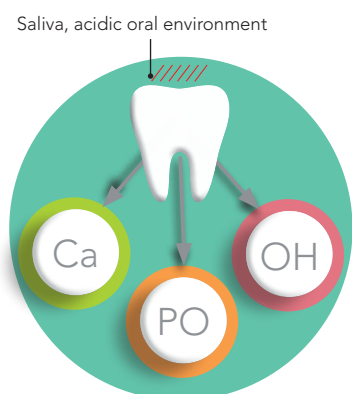 Saliva, acidic oral environment
Ca
OH
PO